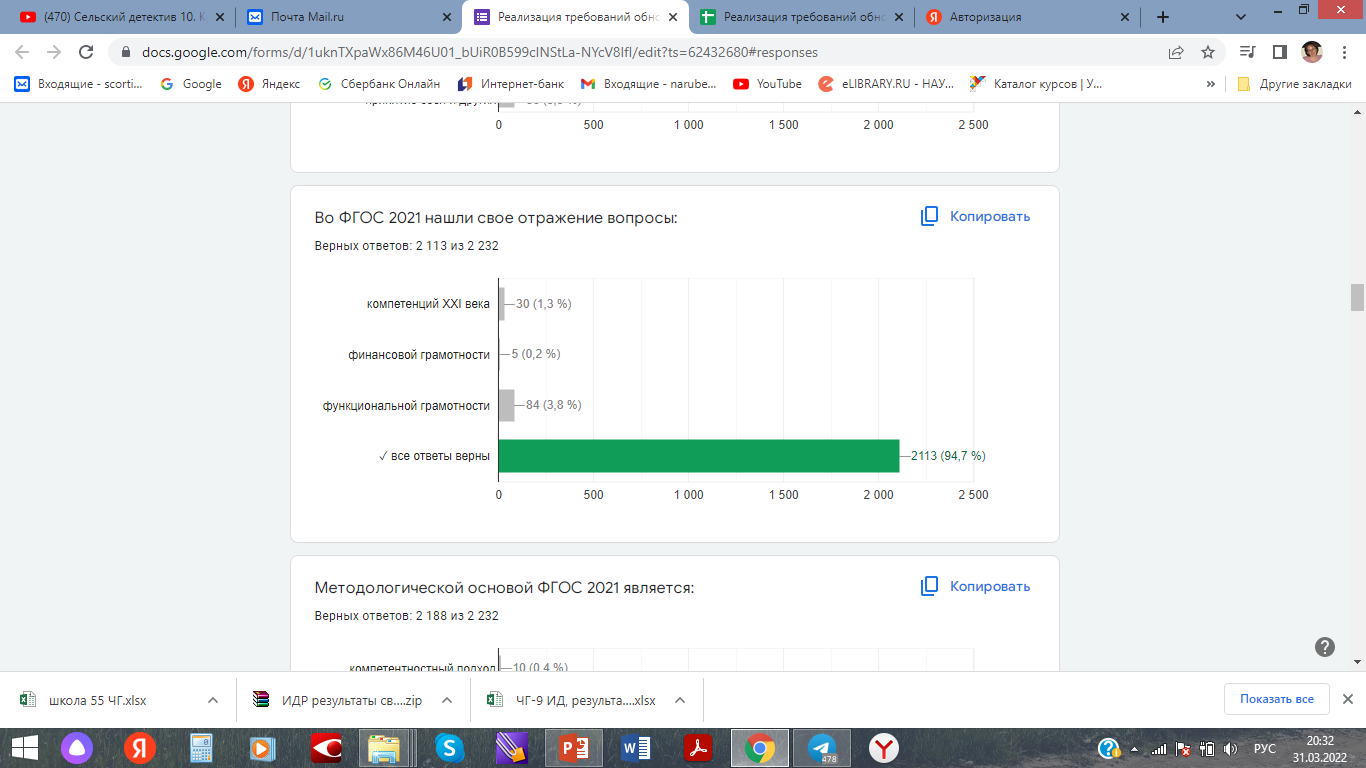 (470) Сельский детектив 10. К
Почта Mail.ru
Реализация требований обно
Реализация требований обно
Авторизация
docs.google.com/forms/d/1uknTXpaWx86M46U01_bUiR0B599cINStLa-NYcV8IfI/edit?ts=62432680#responses
Входящие - scorti...
Google
Яндекс
Сбербанк Онлайн
Интернет-банк
Входящие - narube...
YouTube
eLIBRARY.RU - НАУ...
Каталог курсов | У...
»
Другие закладки
0 500 1 000 1 500 2 000 2 500
Во ФГОС 2021 нашли свое отражение вопросы:
Копировать
Верных ответов: 2 113 из 2 232
компетенций XXI века
30 (1,3 %)
финансовой грамотности
5 (0,2 %)
функциональной грамотности
84 (3,8 %)
✓ все ответы верны
2113 (94,7 %)
0 500 1 000 1 500 2 000 2 500
Методологической основой ФГОС 2021 является:
Копировать
Верных ответов: 2 188 из 2 232
компетентностный подход
10 (0,4 %)
школа 55 ЧГ.xlsx
ИДР результаты св....zip
ЧГ-9 ИД, результа....xlsx
Показать все
478
РУС
20:32
31.03.2022